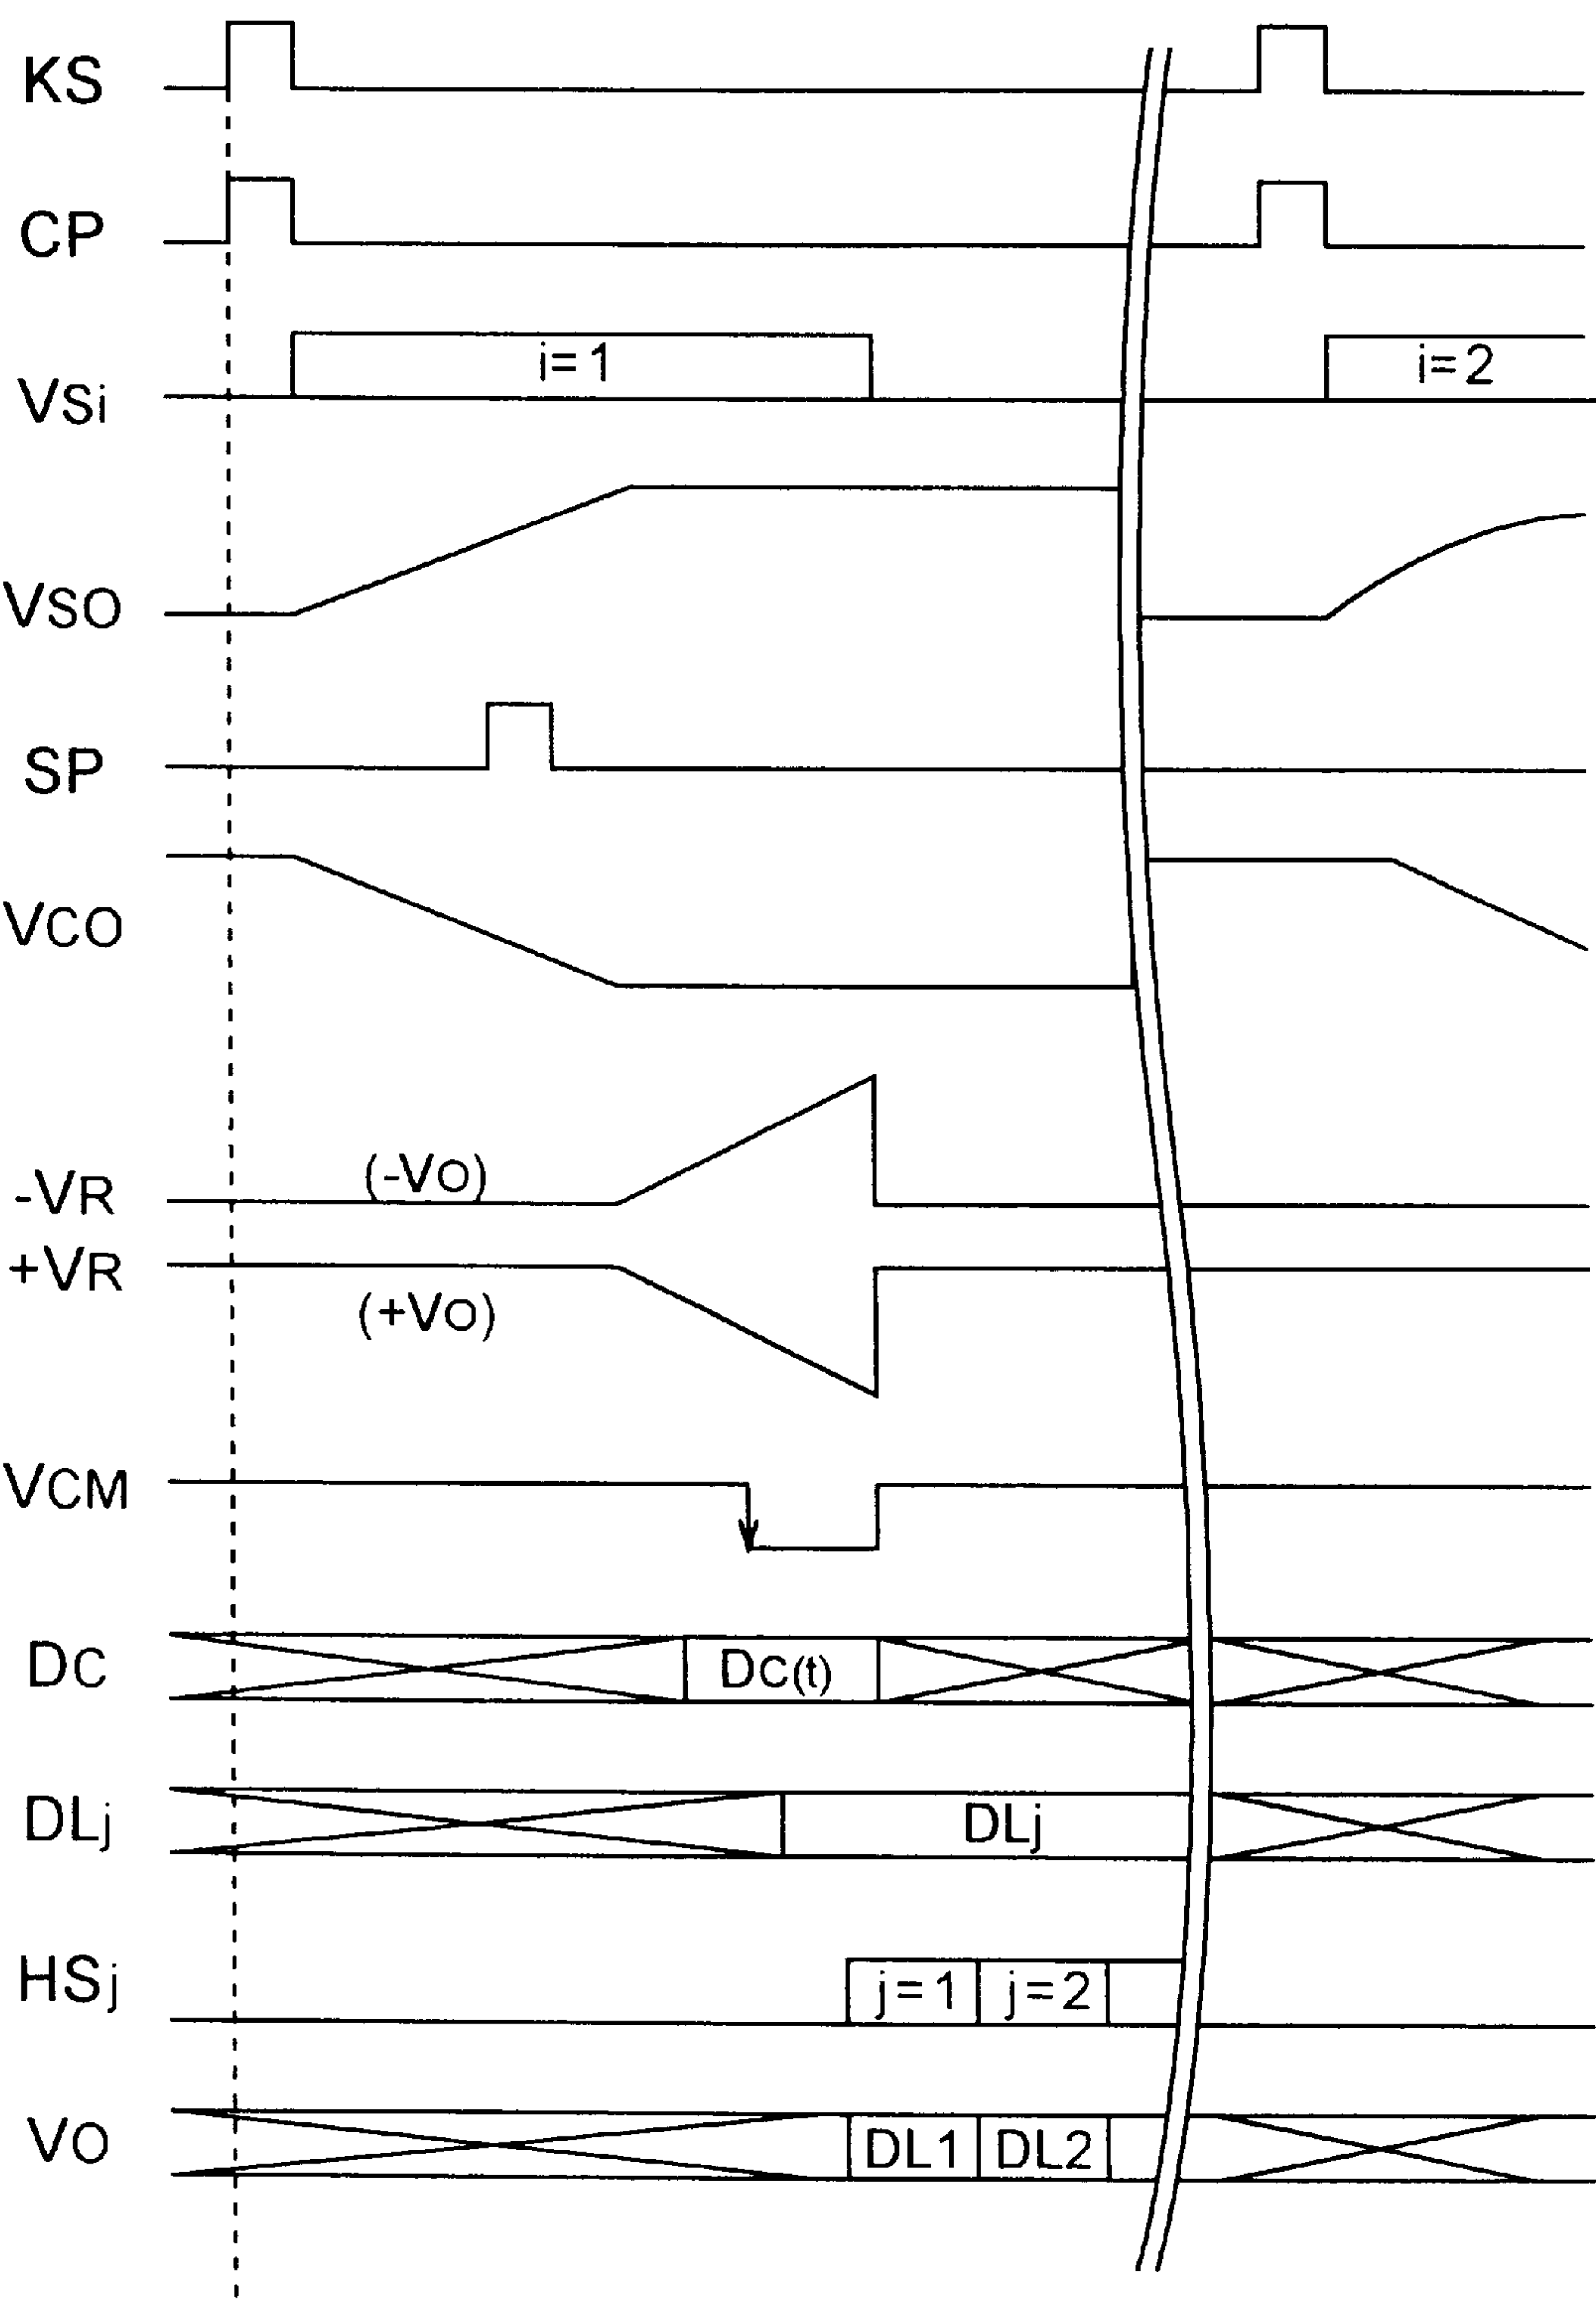 KS
CP
VSi i=1 i=2
VSO
SP
VCO
-VR (-VO)
+VR (+VO)
VCM
DC DC(t)
DLj DLj
HSj j=1 j=2
VO DL1 DL2